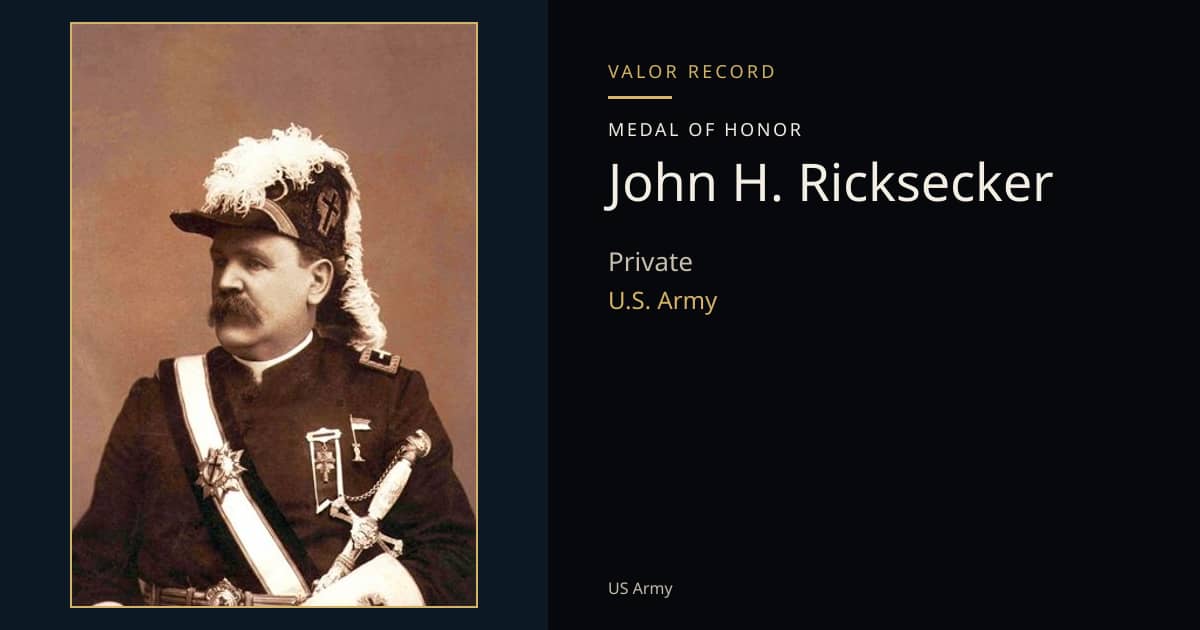 VALOR RECORD
MEDAL OF HONOR
John H. Ricksecker
Private
U.S. Army
US Army